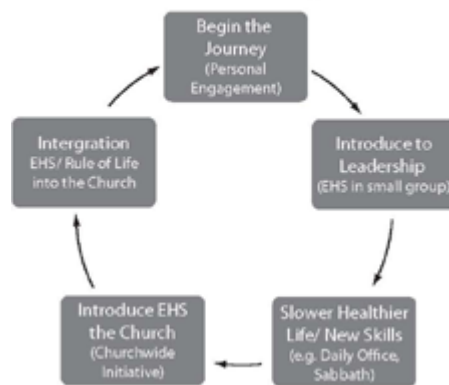 Begin the
Journey
(Personal
Engagement)
Introduce to
Leadership
(EHS in small group)
Slower Healthier
Life/ New Skills
(e.g. Daily Office,
Sabbath)
Introduce EHS
the Church
(Churchwide
Initiative)
Intergration
EHS/ Rule of Life
into the Church